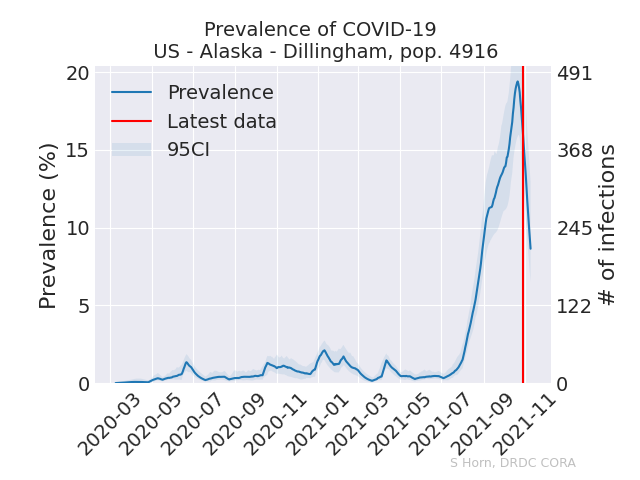 Prevalence of COVID-19
US - Alaska - Dillingham, pop. 4916
Prevalence
Latest data
95CI
Prevalence (%)
20
15
10
5
0
# of infections
491
368
245
122
0
2020-03
2020-05
2020-07
2020-09
2020-11
2021-01
2021-03
2021-05
2021-07
2021-09
2021-11
S Horn, DRDC CORA